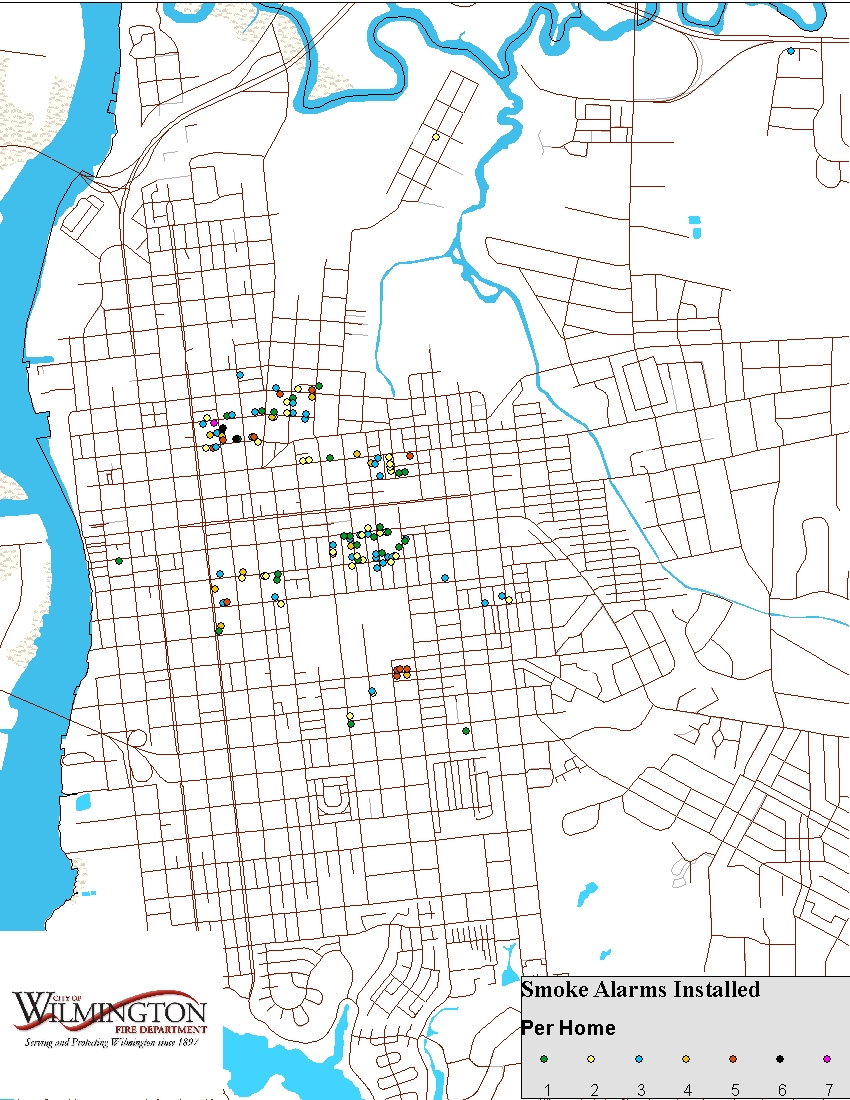 CITY OF
WILMINGTON
FIRE DEPARTMENT
Serving and Protecting Wilmington since 1897
Smoke Alarms Installed
Per Home
1 2 3 4 5 6 7